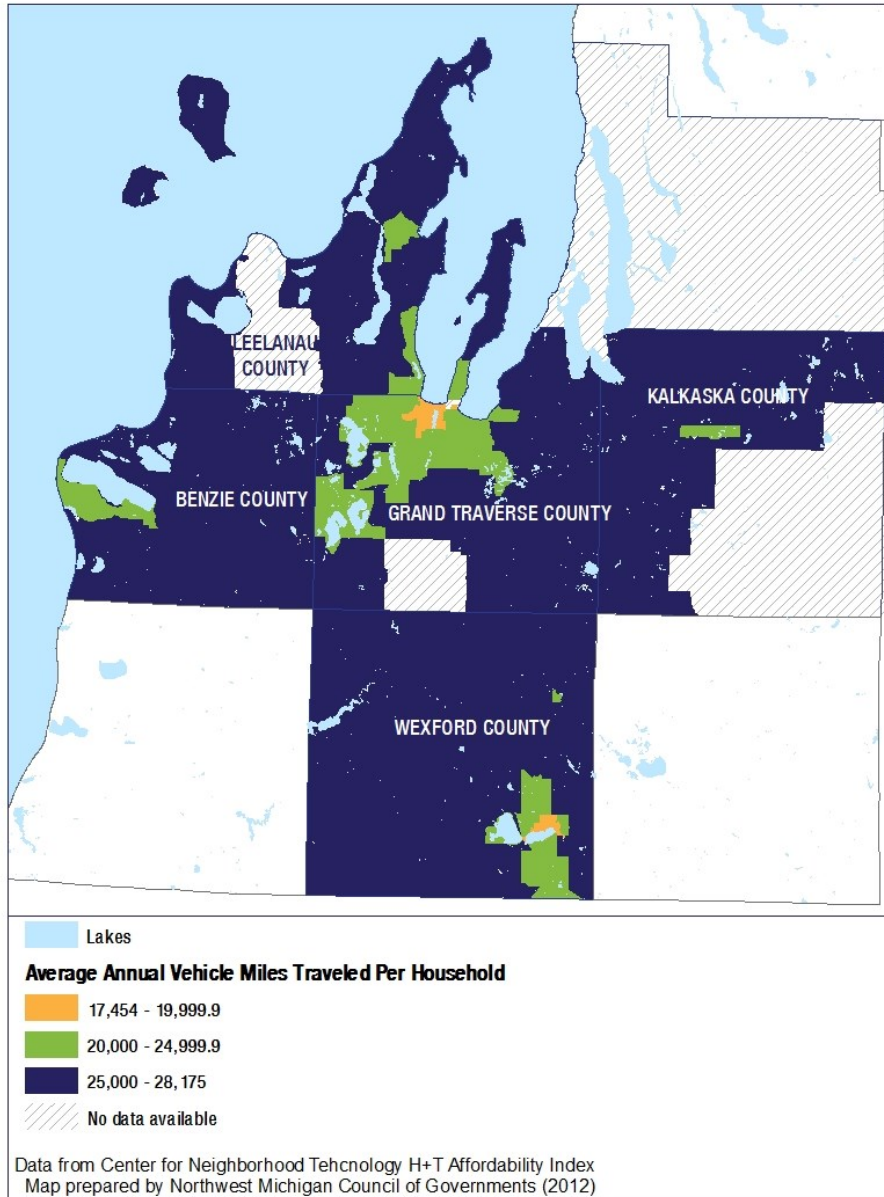 LEELANAU
COUNTY
KALKASKA COUNTY
BENZIE COUNTY
GRAND TRAVERSE COUNTY
WEXFORD COUNTY
Lakes
Average Annual Vehicle Miles Traveled Per Household
17,454 - 19,999.9
20,000 - 24,999.9
25,000 - 28,175
No data available
Data from Center for Neighborhood Tehcnology H+T Affordability Index
Map prepared by Northwest Michigan Council of Governments (2012)